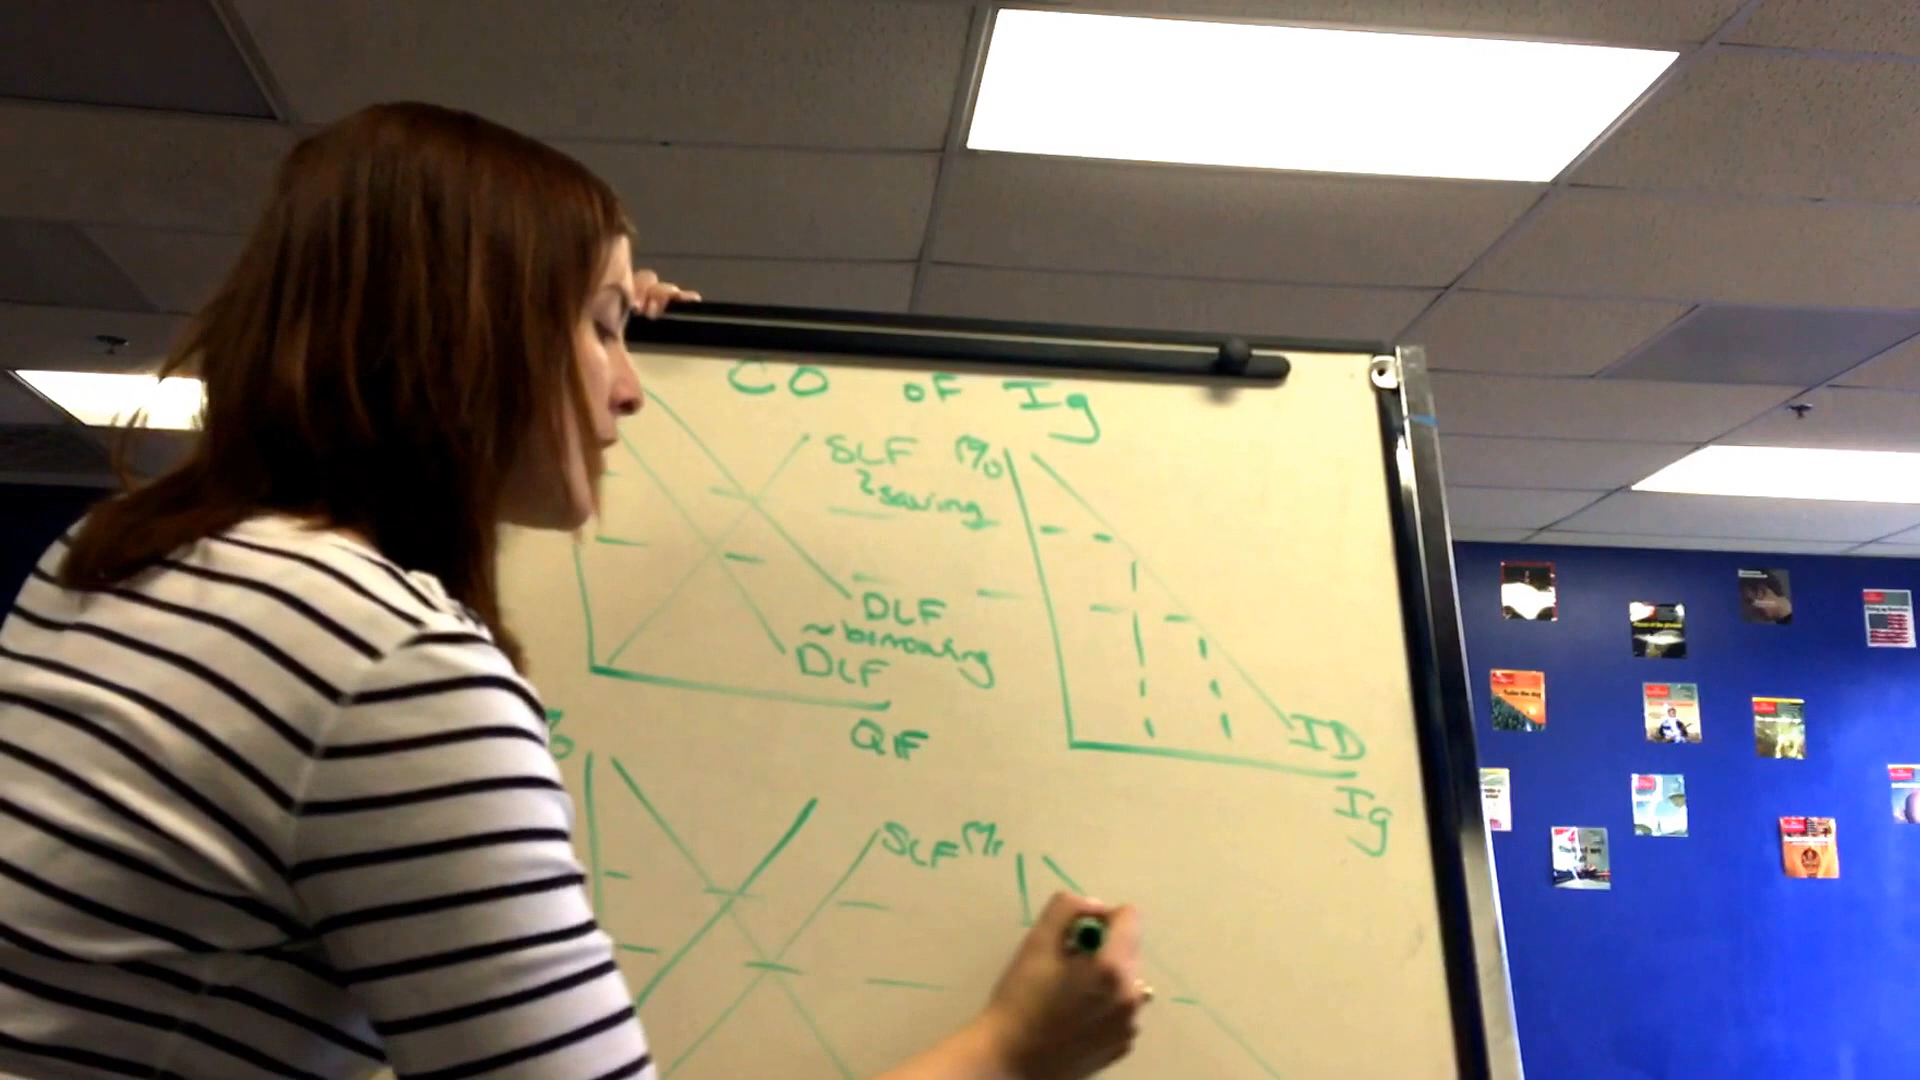 CO OF Ig
SLF
r%
~saving
DLF
~borrowing
DLF
QLF
ID
Ig
%
SLF